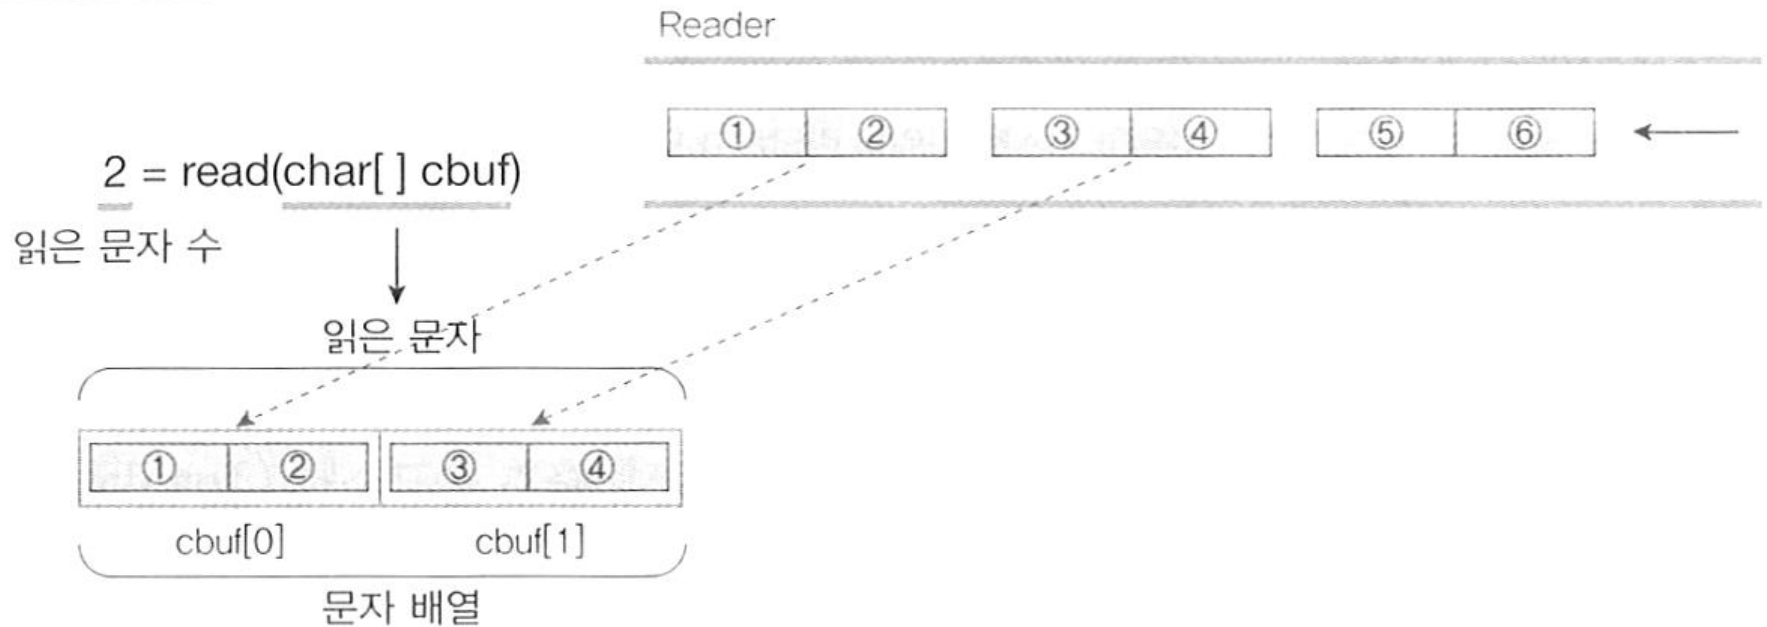 Reader
① ② ③ ④ ⑤ ⑥
2 = read(char[ ] cbuf)
읽은 문자 수
읽은 문자
① ② ③ ④
cbuf[0] cbuf[1]
문자 배열